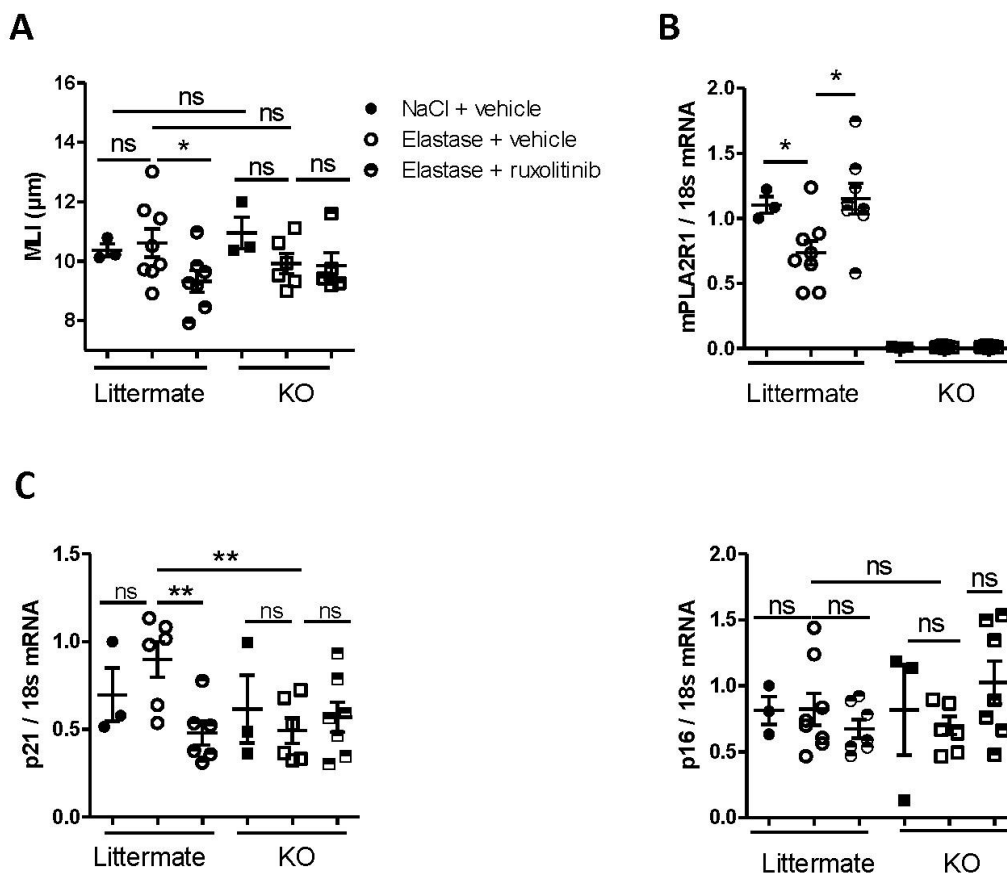 A
MLI (µm)
16
14
12
10
8
ns
ns
ns
*
ns
ns
Littermate
KO
NaCl + vehicle
Elastase + vehicle
Elastase + ruxolitinib
B
mPLA2R1 / 18s mRNA
2.0
1.5
1.0
0.5
0.0
*
*
Littermate
KO
C
p21 / 18s mRNA
1.5
1.0
0.5
0.0
**
ns
**
ns
ns
Littermate
KO
p16 / 18s mRNA
2.0
1.5
1.0
0.5
0.0
ns
ns
ns
ns
ns
Littermate
KO